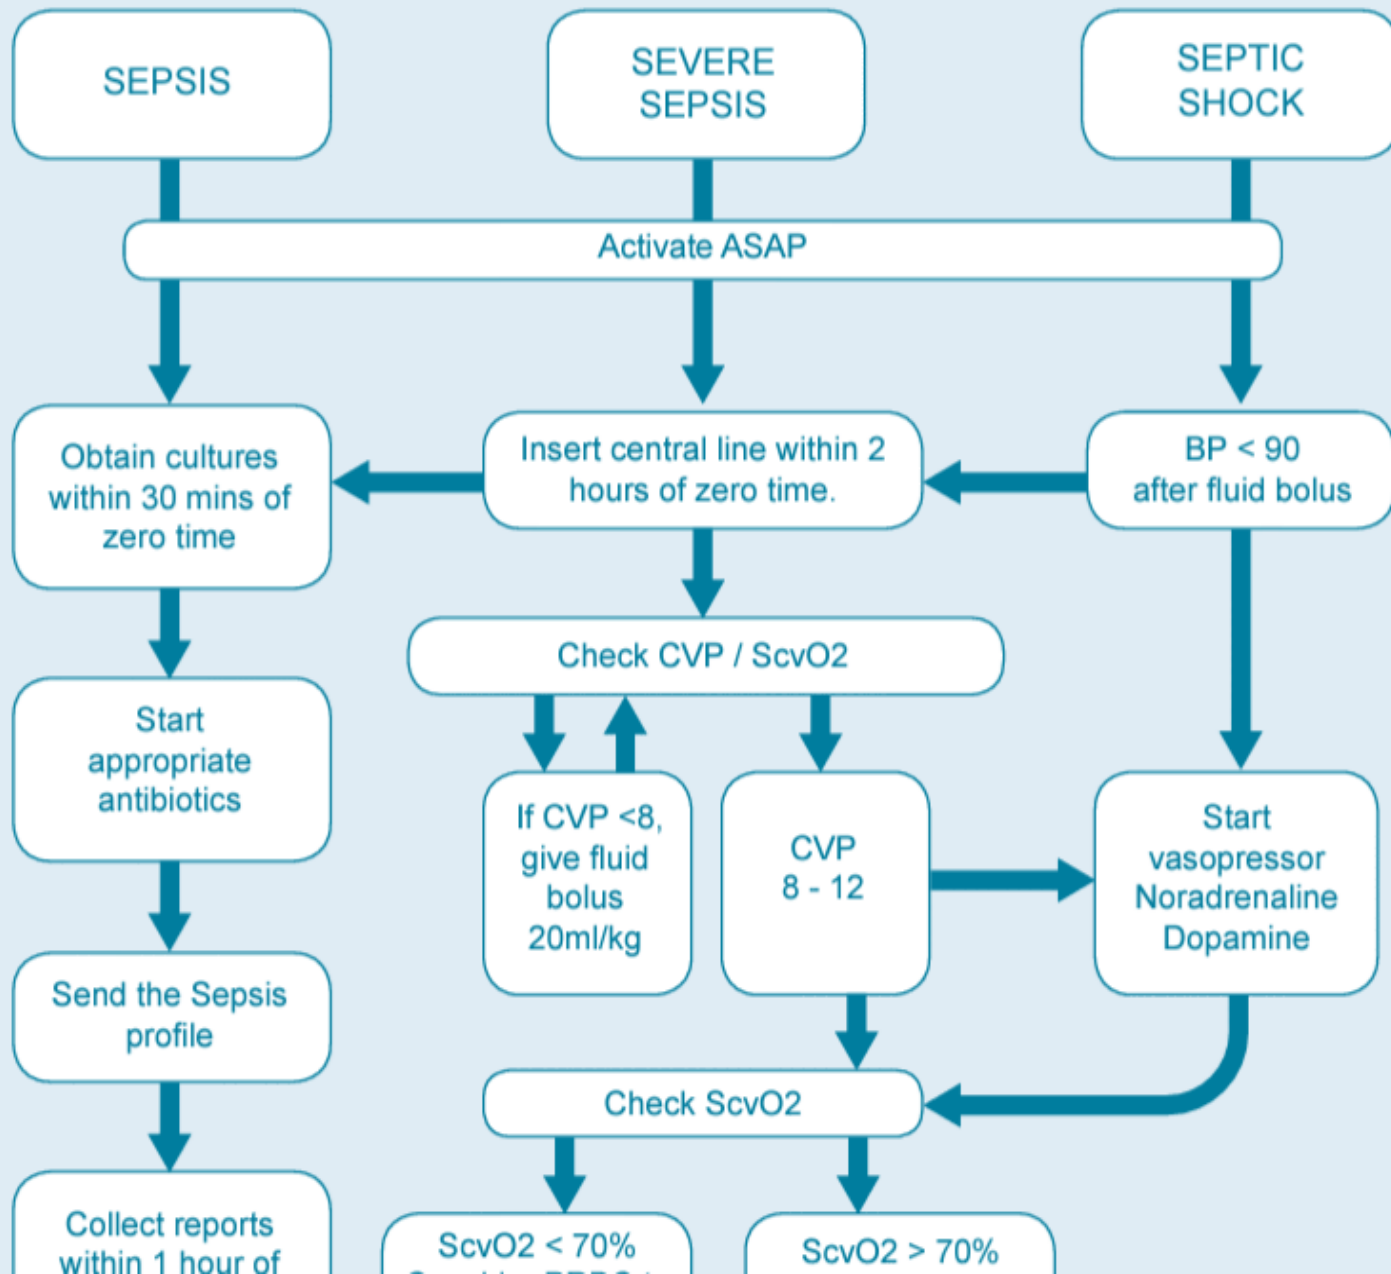 SEPSIS
SEVERE
SEPSIS
SEPTIC
SHOCK
Activate ASAP
Obtain cultures
within 30 mins of
zero time
Insert central line within 2
hours of zero time.
BP < 90
after fluid bolus
Check CVP / ScvO2
Start
appropriate
antibiotics
If CVP <8,
give fluid
bolus
20ml/kg
CVP
8 - 12
Start
vasopressor
Noradrenaline
Dopamine
Send the Sepsis
profile
Check ScvO2
Collect reports
within 1 hour of
ScvO2 < 70%
ScvO2 > 70%